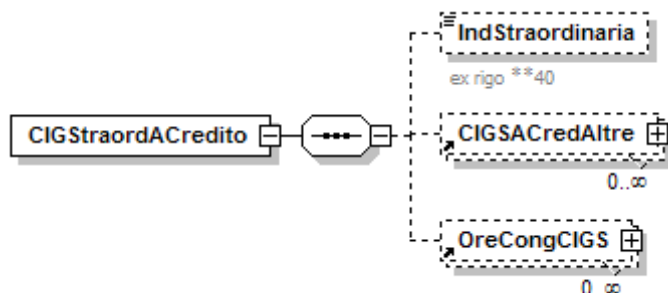 IndStraordinaria
ex rigo **40
CIGStraordACredito
CIGSACredAltre
0..∞
OreCongCIGS
0..∞